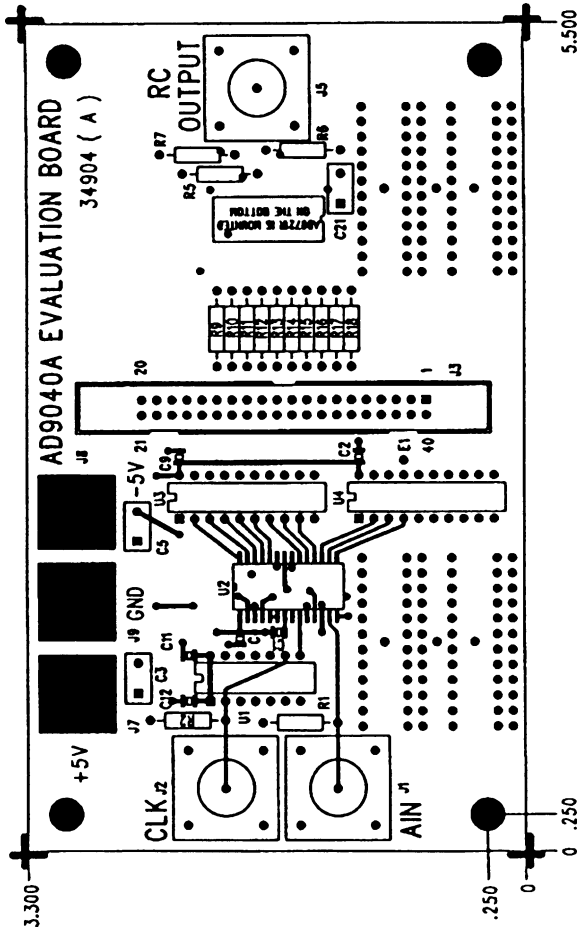 AD9040A EVALUATION BOARD
34904 ( A )
5.500
RC
OUTPUT
J5
R7
R5
R6
AD9721 IS MOUNTED
ON THE BOTTOM
C21
R9
R10
R11
R12
R13
R14
R15
R16
R17
R18
20
1
J3
21
40
J8
-5V
C5
C9
C2
E1
U3
U4
J9
GND
U2
C11
C3
C12
J7
+5V
R2
U1
R1
CLK
J2
AIN
J1
3.300
.250
0
0
.250